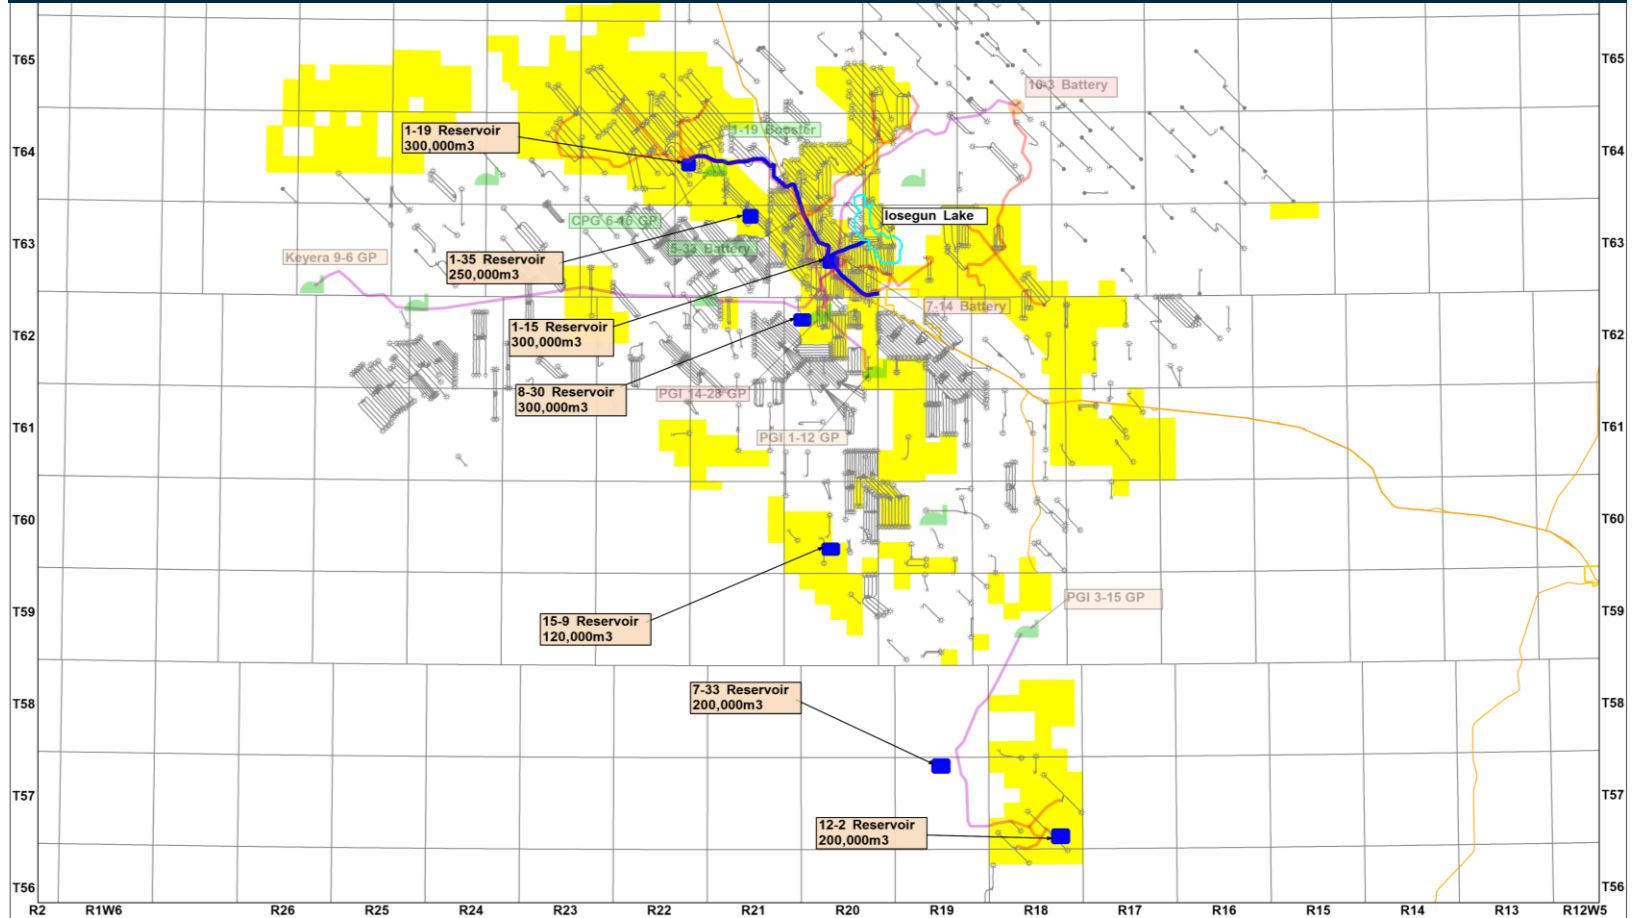 T65
T65
10-3 Battery
1-19 Reservoir
300,000m3
1-19 Booster
T64
T64
CPG 6-16 GP
Iosegun Lake
T63
T63
5-33 Battery
Keyera 9-6 GP
1-35 Reservoir
250,000m3
7-14 Battery
1-15 Reservoir
300,000m3
T62
T62
8-30 Reservoir
300,000m3
PGI 14-28 GP
T61
T61
PGI 1-12 GP
T60
T60
PGI 3-15 GP
T59
T59
15-9 Reservoir
120,000m3
7-33 Reservoir
200,000m3
T58
T58
T57
T57
12-2 Reservoir
200,000m3
T56
T56
R2 R1W6 R26 R25 R24 R23 R22 R21 R20 R19 R18 R17 R16 R15 R14 R13 R12W5